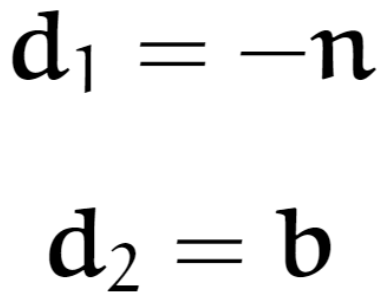 d₁ = −n
d₂ = b